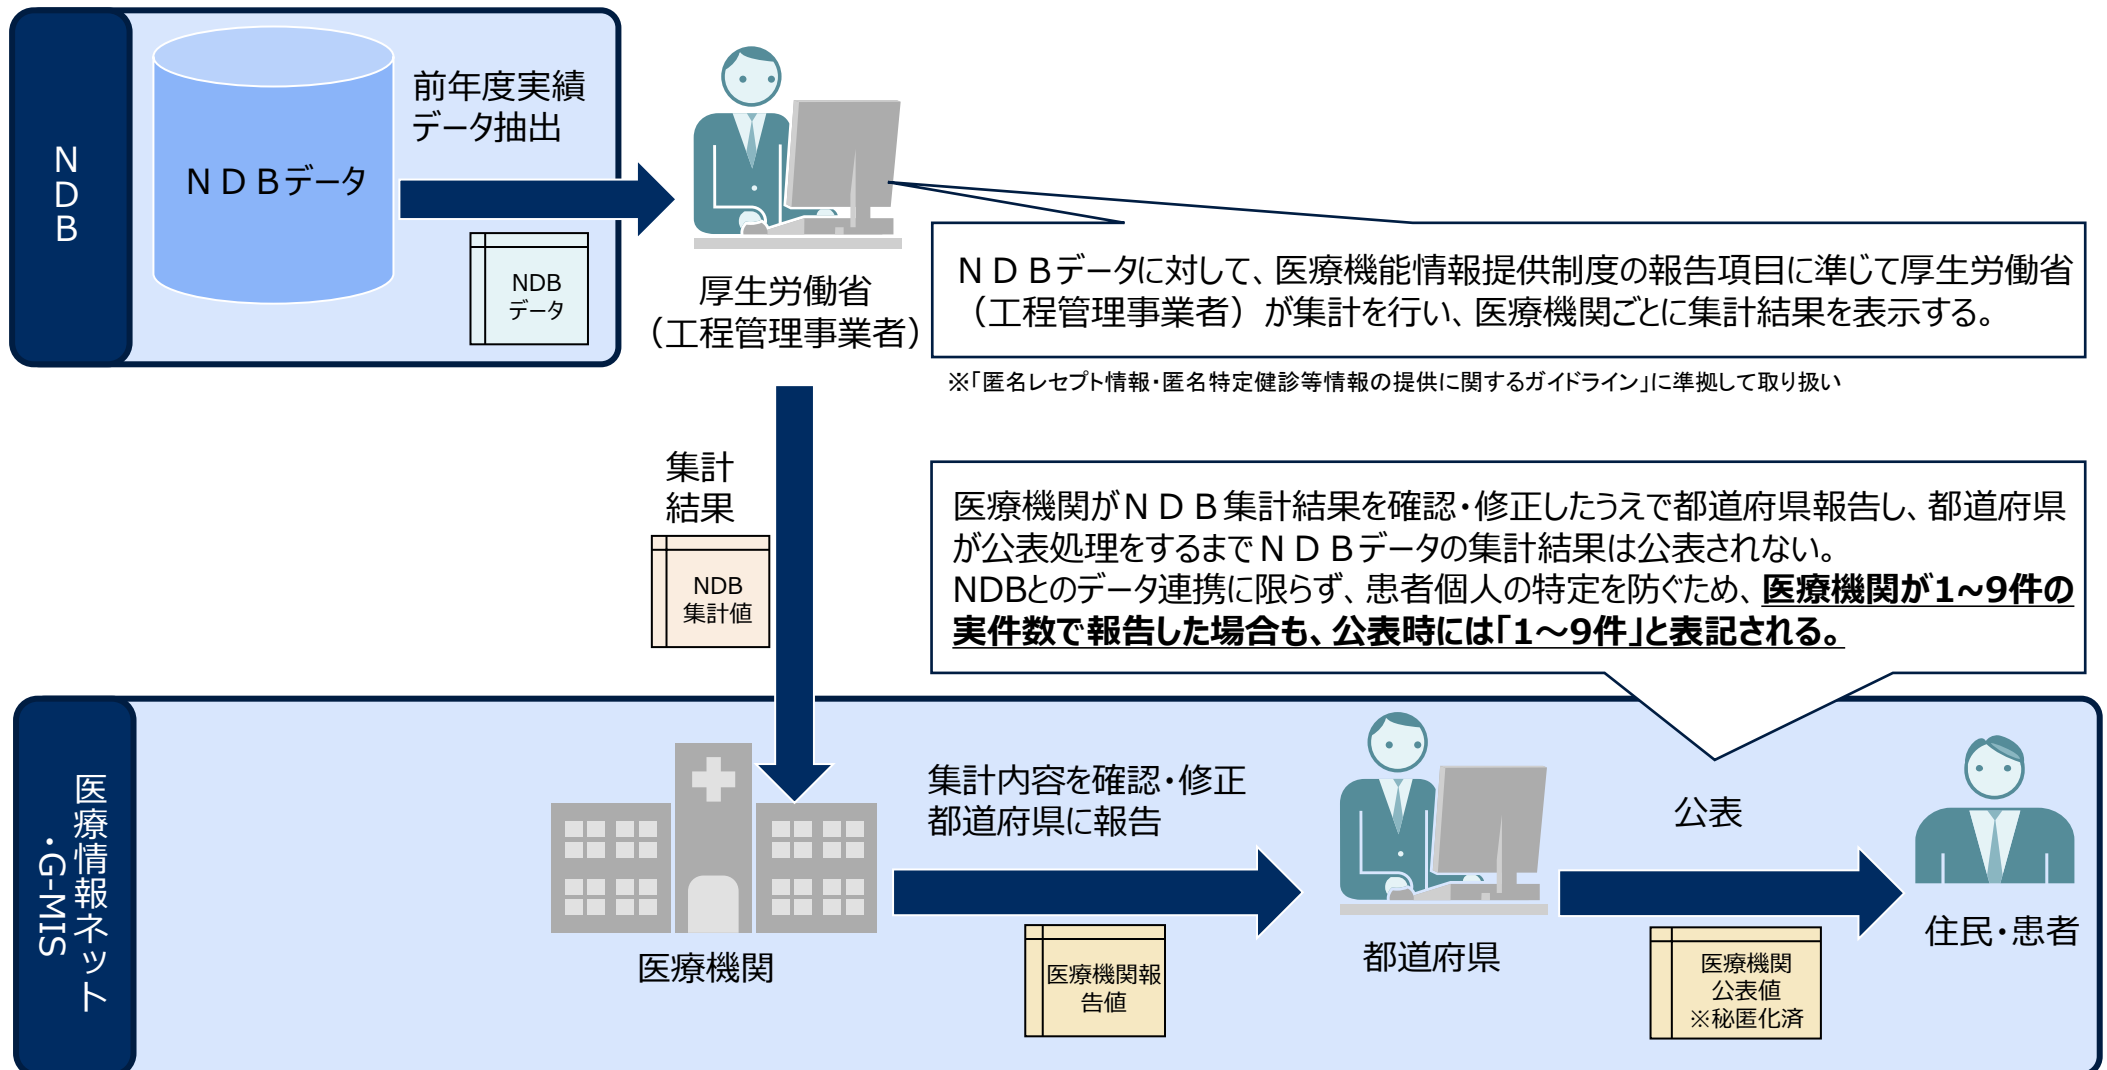 NDB
NDBデータ
前年度実績
データ抽出
NDB
データ
厚生労働省
(工程管理事業者)
NDBデータに対して、医療機能情報提供制度の報告項目に準じて厚生労働省
(工程管理事業者)が集計を行い、医療機関ごとに集計結果を表示する。
※「匿名レセプト情報・匿名特定健診等情報の提供に関するガイドライン」に準拠して取り扱い
集計
結果
NDB
集計値
医療機関がNDB集計結果を確認・修正したうえで都道府県報告し、都道府県
が公表処理をするまでNDBデータの集計結果は公表されない。
NDBとのデータ連携に限らず、患者個人の特定を防ぐため、医療機関が1~9件の
実件数で報告した場合も、公表時には「1~9件」と表記される。
医療情報ネット
・G-MIS
医療機関
集計内容を確認・修正
都道府県に報告
医療機関報
告値
都道府県
公表
医療機関
公表値
※秘匿化済
住民・患者